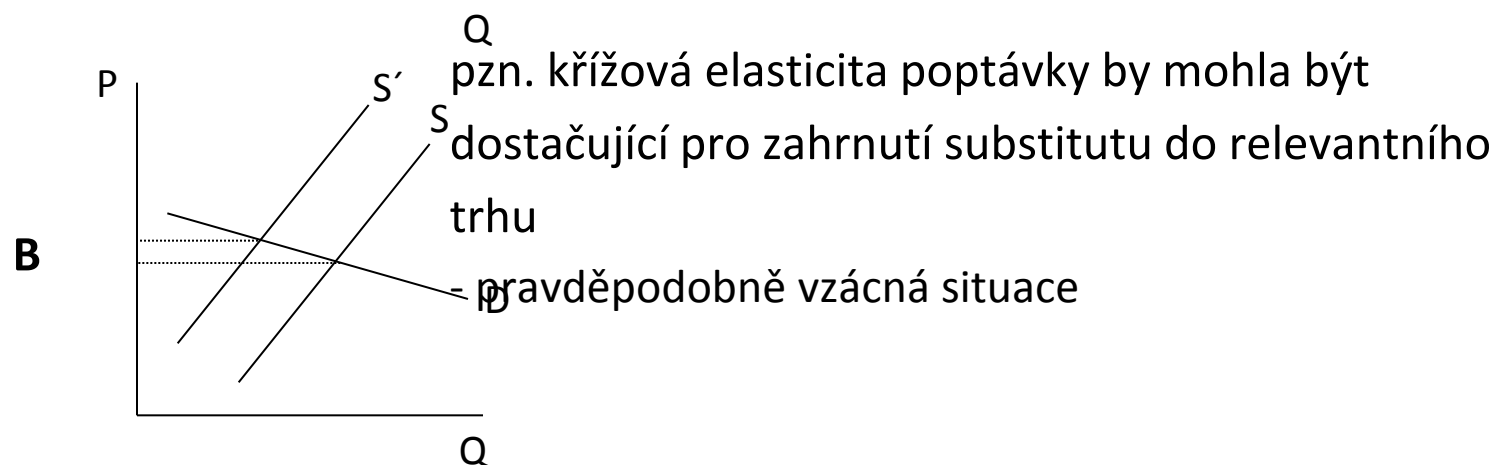 Q
P
S´
S
pzn. křížová elasticita poptávky by mohla být
dostačující pro zahrnutí substitutu do relevantního
trhu
B
- pravděpodobně vzácná situace
D
Q